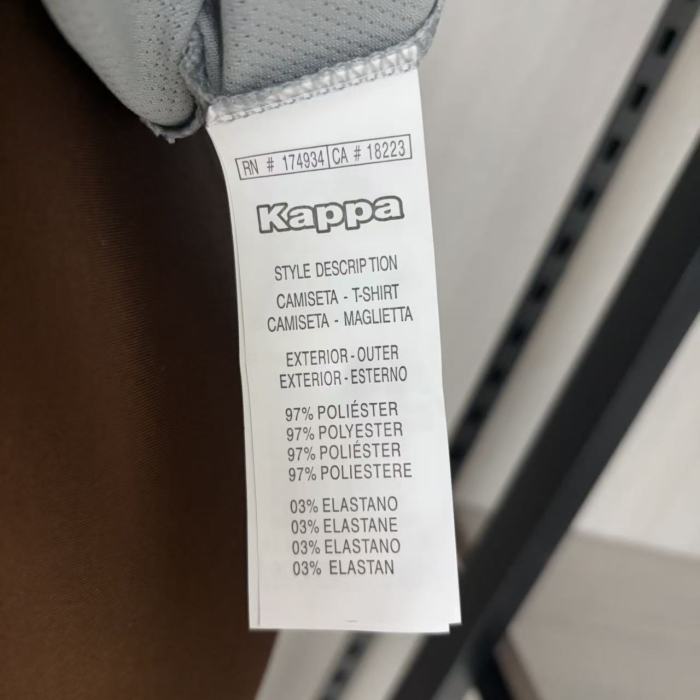 RN # 174934 CA # 18223
Kappa
STYLE DESCRIPTION
CAMISETA - T-SHIRT
CAMISETA - MAGLIETTA
EXTERIOR - OUTER
EXTERIOR - ESTERNO
97% POLIÉSTER
97% POLYESTER
97% POLIÉSTER
97% POLIESTERE
03% ELASTANO
03% ELASTANE
03% ELASTANO
03% ELASTAN